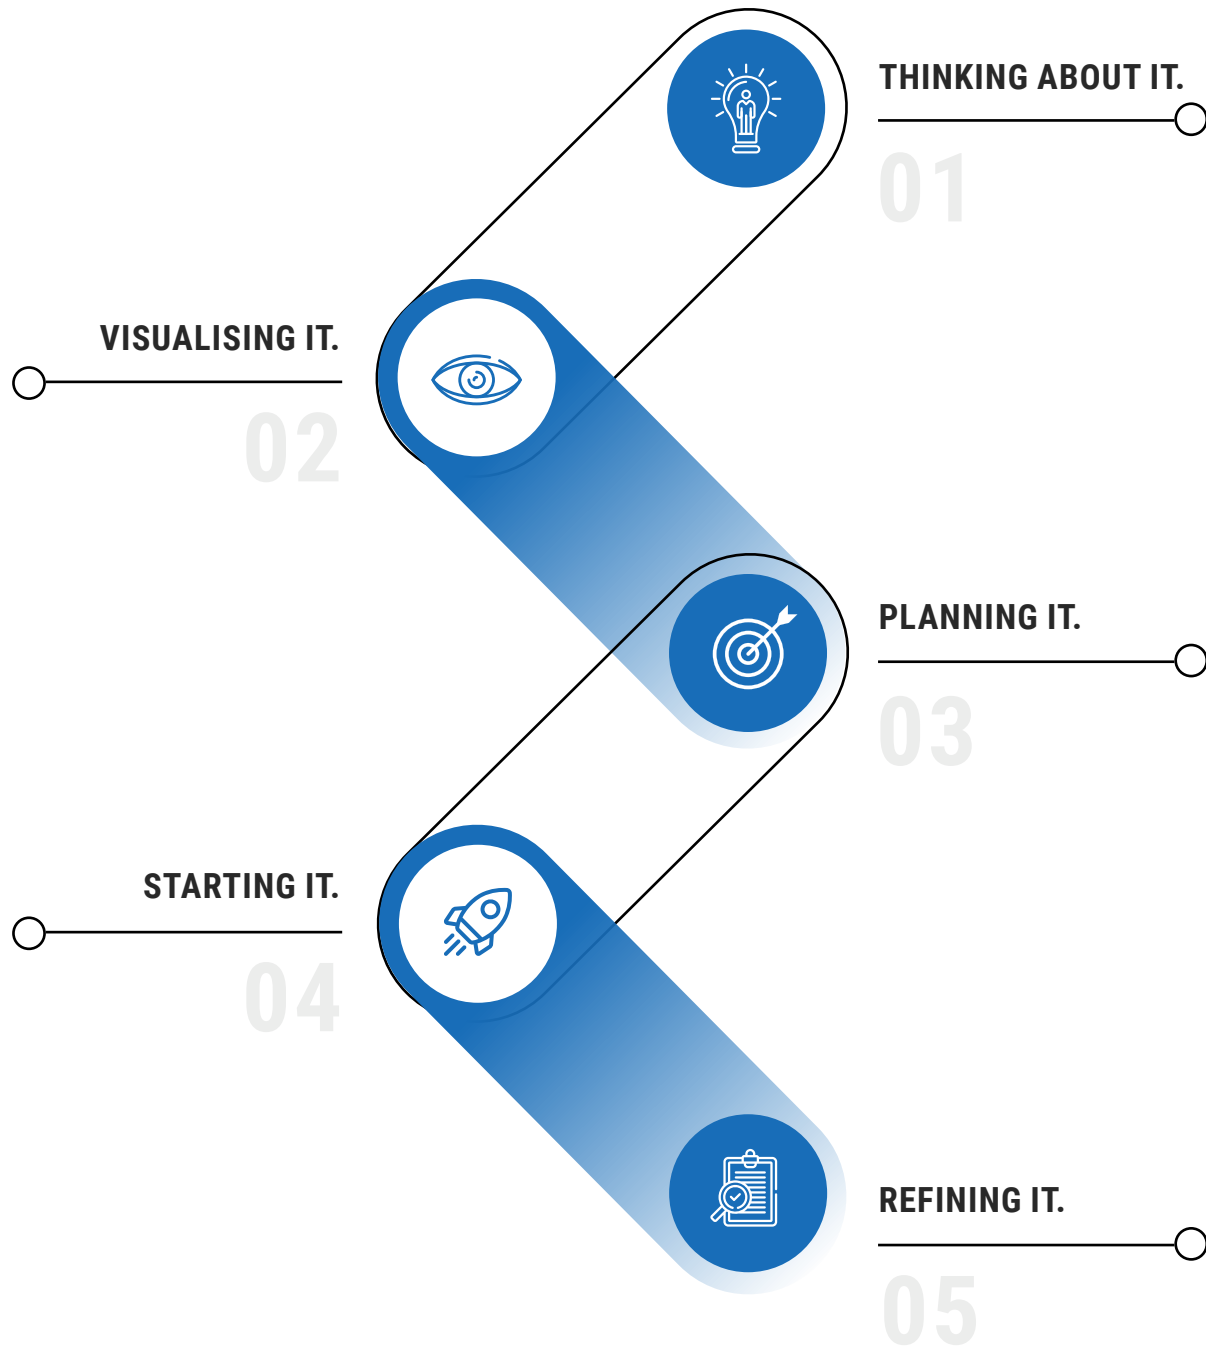 THINKING ABOUT IT.
01
VISUALISING IT.
02
PLANNING IT.
03
STARTING IT.
04
REFINING IT.
05